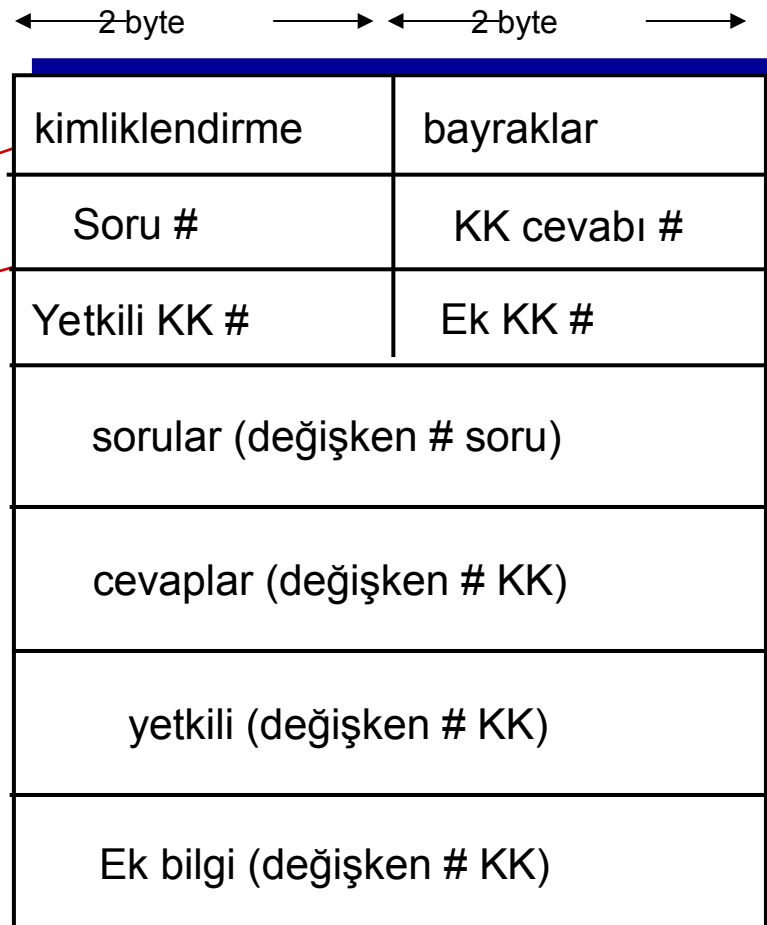 2 byte 2 byte
kimliklendirme bayraklar
Soru # KK cevabı #
Yetkili KK # Ek KK #
sorular (değişken # soru)
cevaplar (değişken # KK)
yetkili (değişken # KK)
Ek bilgi (değişken # KK)